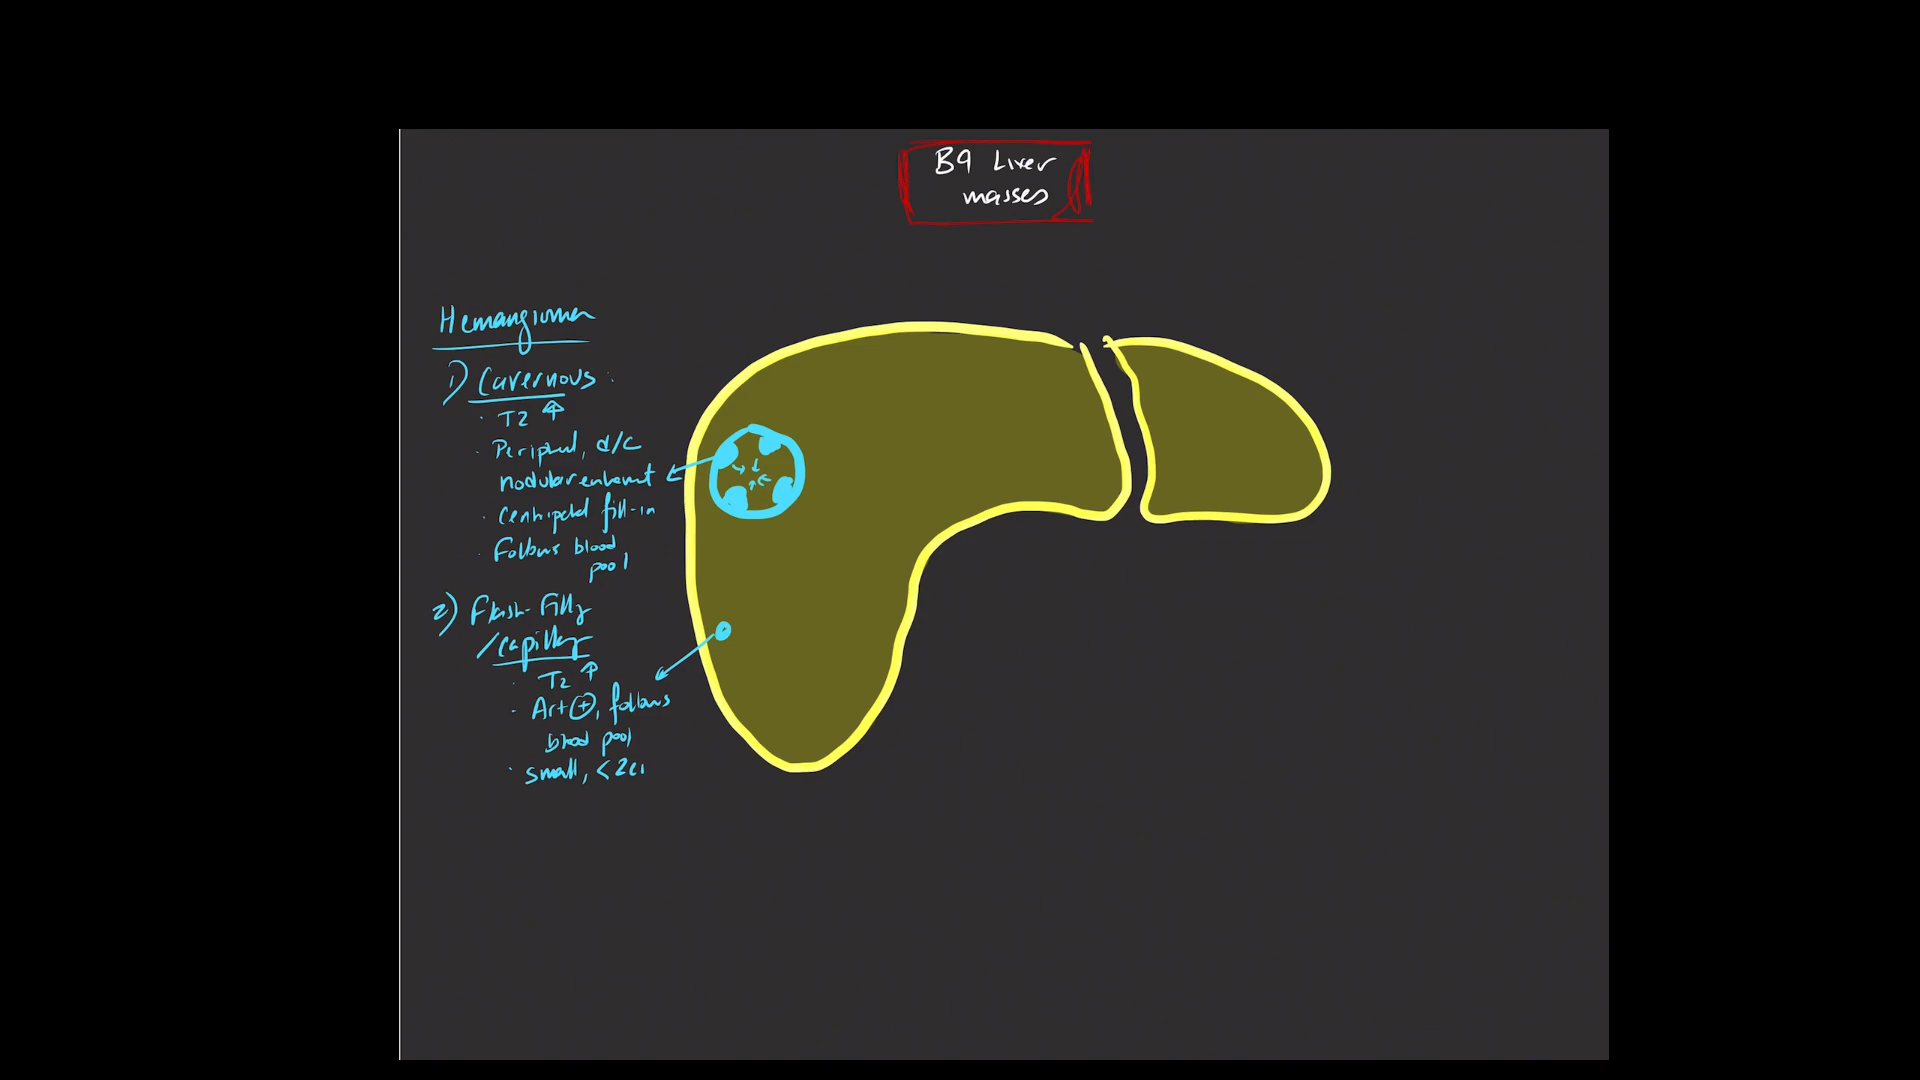 B9 Liver
masses
Hemangioma
1) Cavernous:
· T2 ↑
· Peripheral, d/c
nodular enhancement
· Centripetal fill-in
· Follows blood
pool
2) Flash-filling
/capillary
· T2 ↑
· Art ⊕, follows
blood pool
· small, <2cm